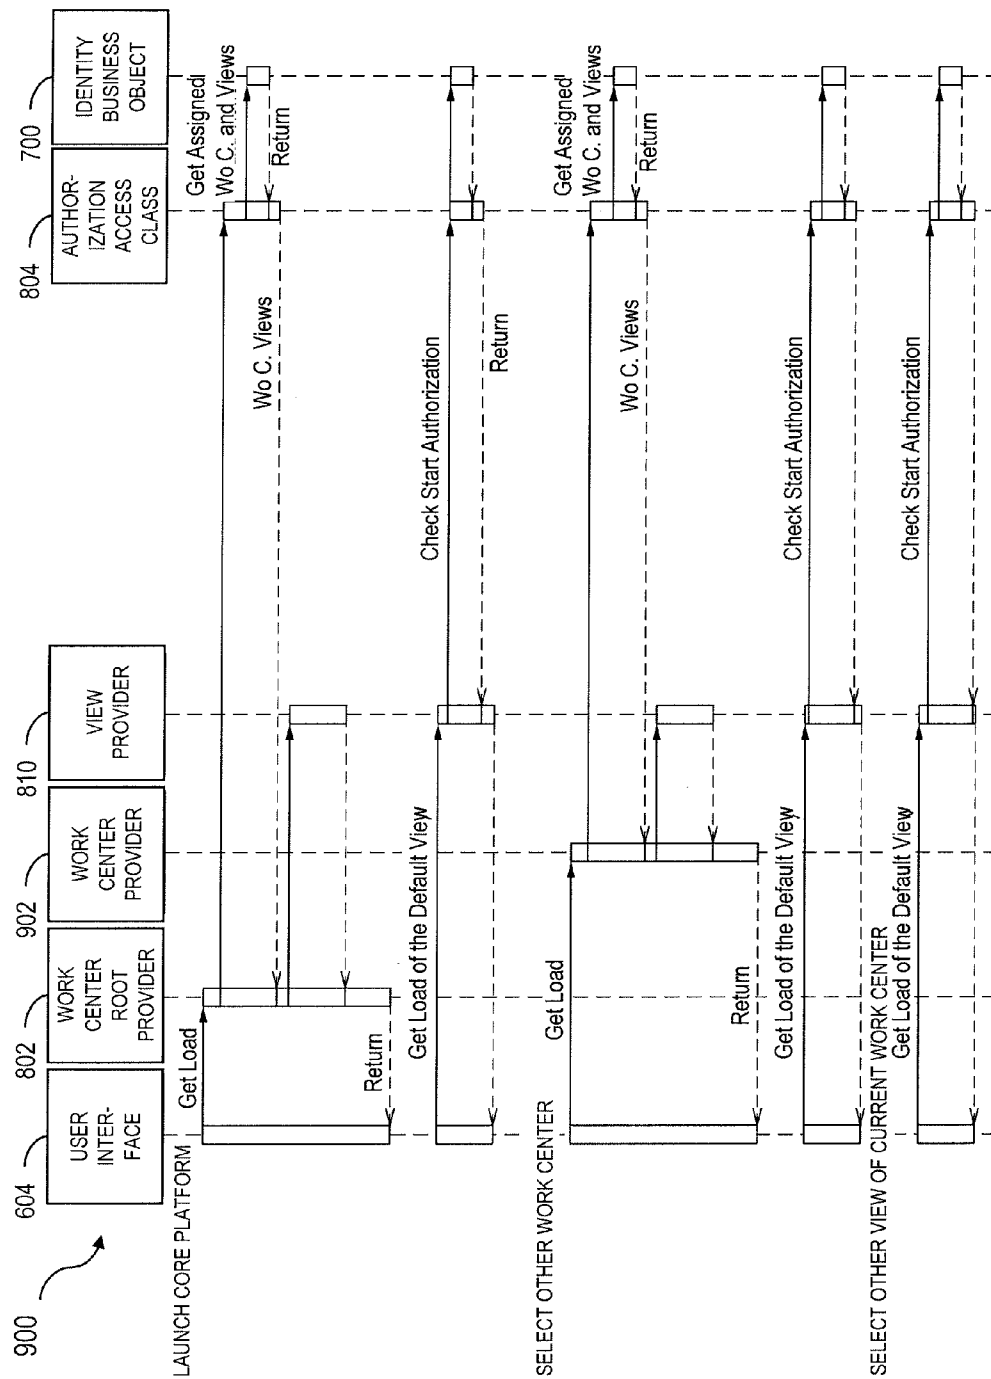 900
604
USER
INTER-
FACE
802
WORK
CENTER
ROOT
PROVIDER
902
WORK
CENTER
PROVIDER
810
VIEW
PROVIDER
804
AUTHOR-
IZATION
ACCESS
CLASS
700
IDENTITY
BUSINESS
OBJECT
LAUNCH CORE PLATFORM
Get Load
Get Assigned
Wo C. and Views
Return
Wo C. Views
Return
Get Load of the Default View
Check Start Authorization
Return
SELECT OTHER WORK CENTER
Get Load
Get Assigned
Wo C. and Views
Return
Wo C. Views
Return
Get Load of the Default View
Check Start Authorization
SELECT OTHER VIEW OF CURRENT WORK CENTER
Get Load of the Default View
Check Start Authorization